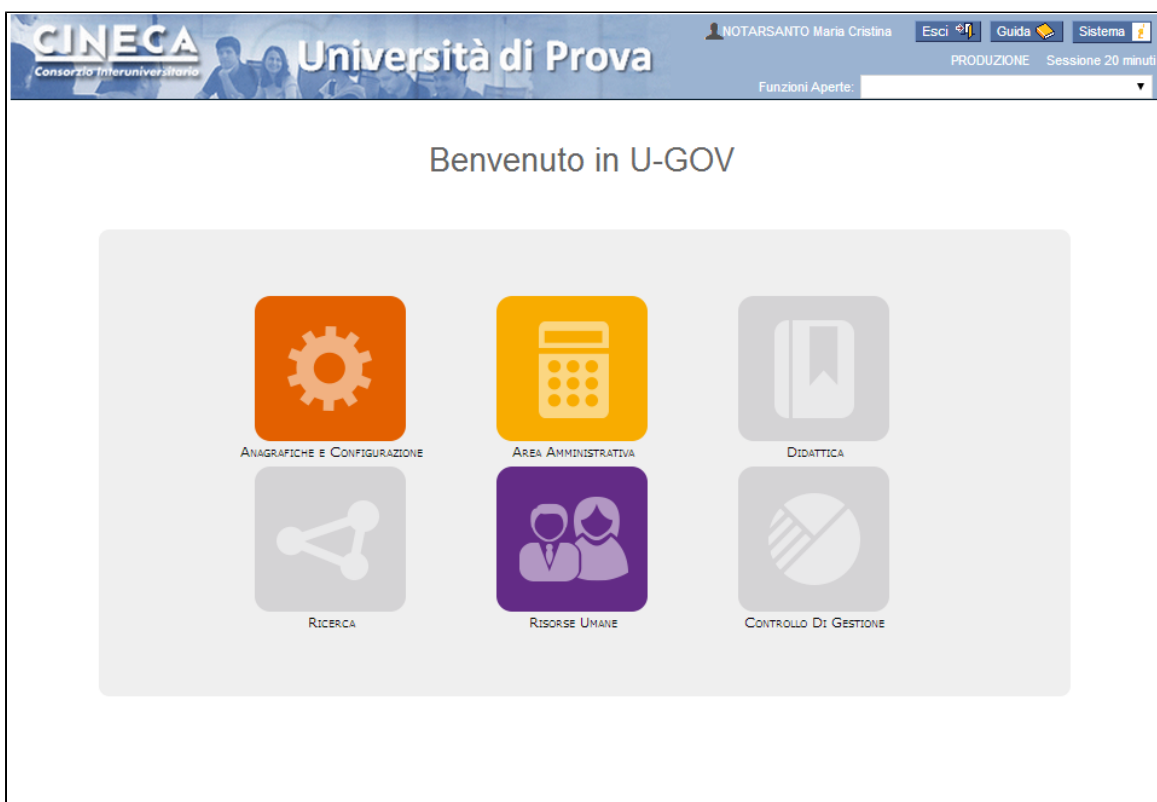 CINECA
Consorzio Interuniversitario
Università di Prova
NOTARSANTO Maria Cristina
Esci
Guida
Sistema
PRODUZIONE Sessione 20 minuti
Funzioni Aperte:
Benvenuto in U-GOV
Anagrafiche e Configurazione
Area Amministrativa
Didattica
Ricerca
Risorse Umane
Controllo Di Gestione